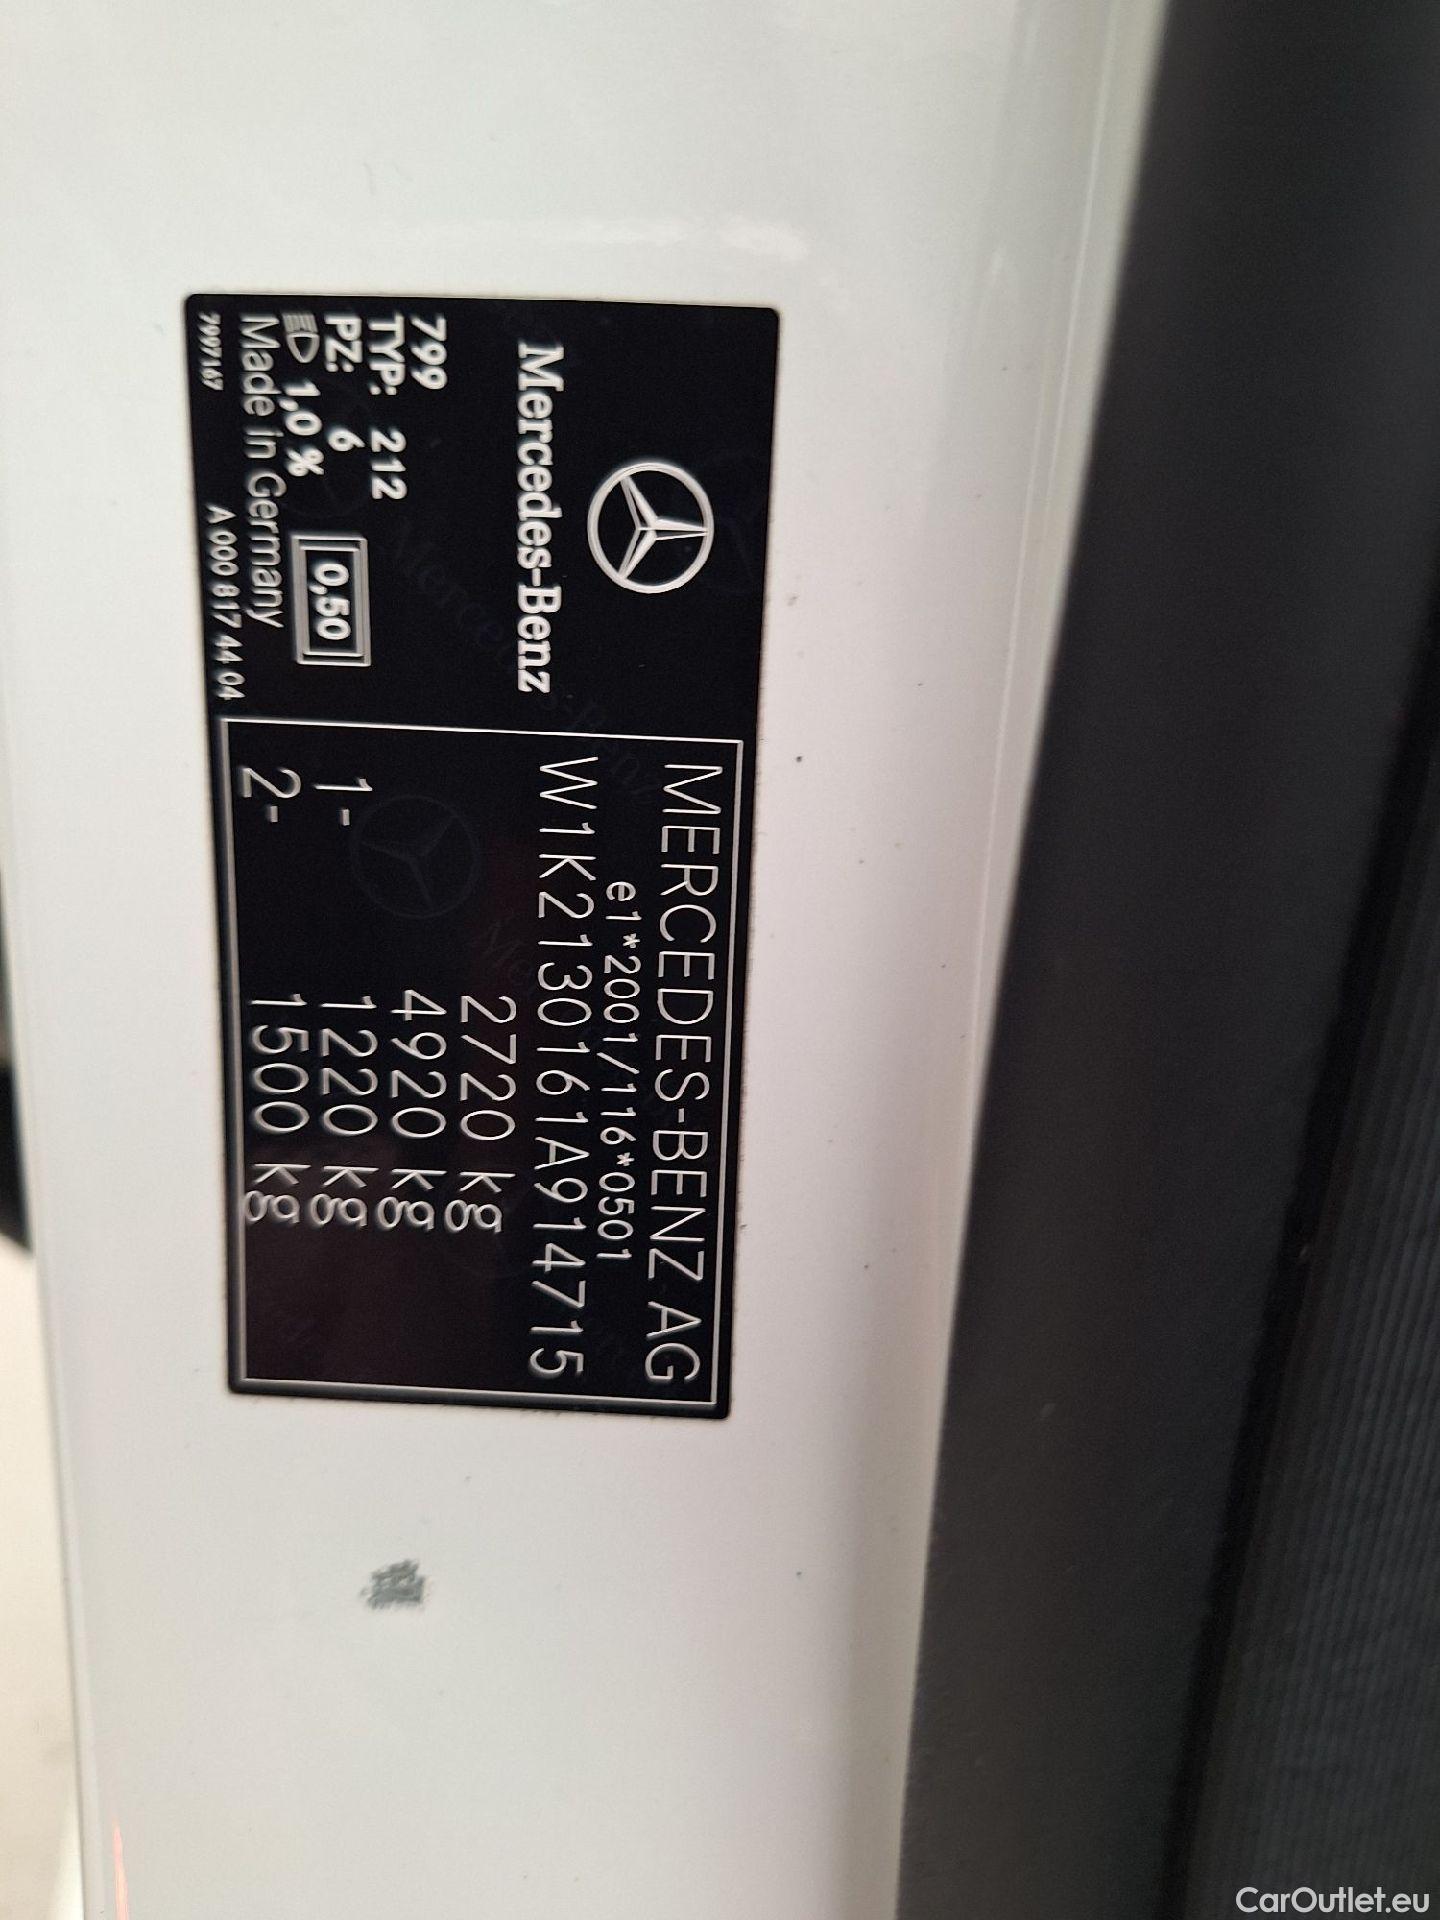 Mercedes-Benz
799
TYP: 212
PZ: 6
1,0 %
0,50
Made in Germany
7997167
A 000 817 44 04
MERCEDES-BENZ AG
e1*2001/116*0501
W1K2130161A914715
2720 kg
4920 kg
1- 1220 kg
2- 1500 kg
CarOutlet.eu